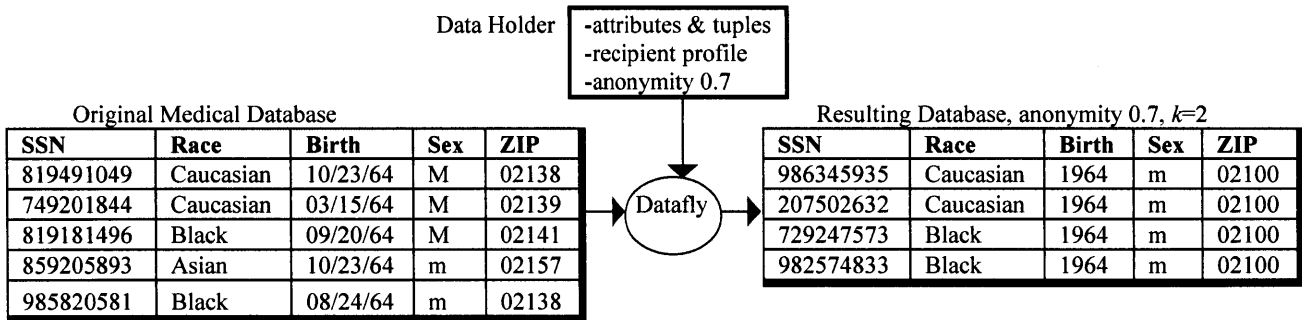 Data Holder
-attributes & tuples
-recipient profile
-anonymity 0.7
Original Medical Database
SSN Race Birth Sex ZIP
819491049 Caucasian 10/23/64 M 02138
749201844 Caucasian 03/15/64 M 02139
819181496 Black 09/20/64 M 02141
859205893 Asian 10/23/64 m 02157
985820581 Black 08/24/64 m 02138
Datafly
Resulting Database, anonymity 0.7, k=2
SSN Race Birth Sex ZIP
986345935 Caucasian 1964 m 02100
207502632 Caucasian 1964 m 02100
729247573 Black 1964 m 02100
982574833 Black 1964 m 02100